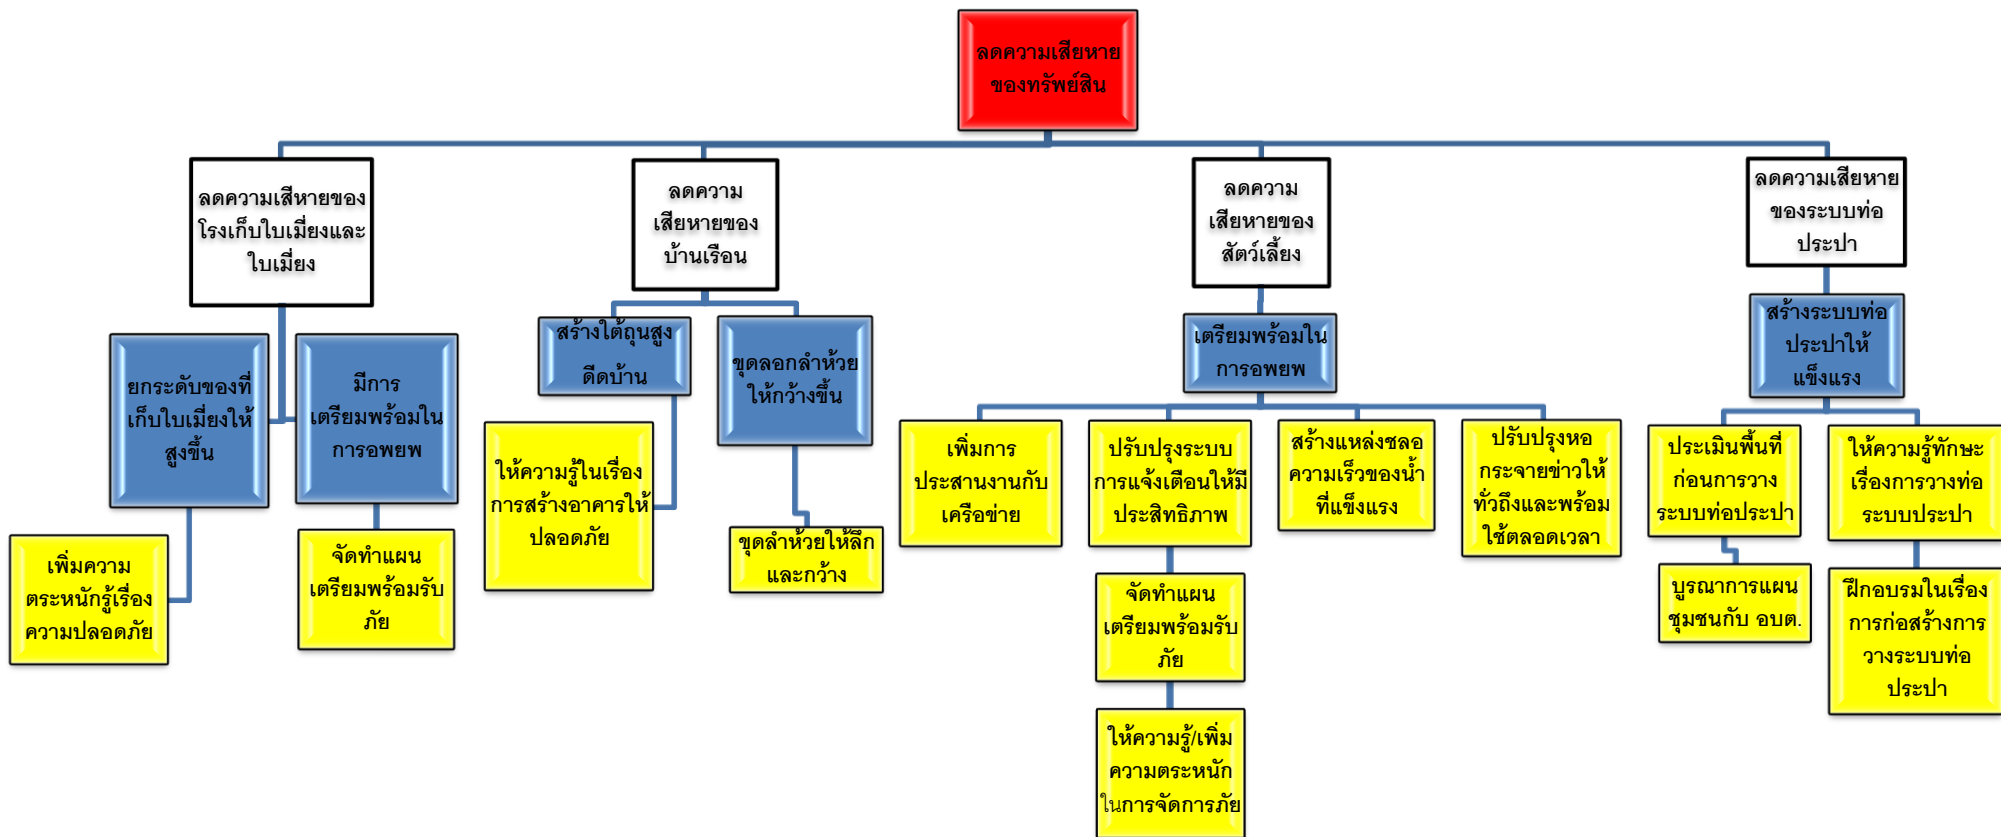 ลดความเสียหาย
ของทรัพย์สิน
ลดความเสีหายของ
โรงเก็บใบเมี่ยงและ
ใบเมี่ยง
ลดความ
เสียหายของ
บ้านเรือน
ลดความ
เสียหายของ
สัตว์เลี้ยง
ลดความเสียหาย
ของระบบท่อ
ประปา
ยกระดับของที่
เก็บใบเมี่ยงให้
สูงขึ้น
มีการ
เตรียมพร้อมใน
การอพยพ
สร้างใต้ถุนสูง
ดีดบ้าน
ขุดลอกลำห้วย
ให้กว้างขึ้น
เตรียมพร้อมใน
การอพยพ
สร้างระบบท่อ
ประปาให้
แข็งแรง
เพิ่มความ
ตระหนักรู้เรื่อง
ความปลอดภัย
จัดทำแผน
เตรียมพร้อมรับ
ภัย
ให้ความรู้ในเรื่อง
การสร้างอาคารให้
ปลอดภัย
ขุดลำห้วยให้ลึก
และกว้าง
เพิ่มการ
ประสานงานกับ
เครือข่าย
ปรับปรุงระบบ
การแจ้งเตือนให้มี
ประสิทธิภาพ
สร้างแหล่งชลอ
ความเร็วของน้ำ
ที่แข็งแรง
ปรับปรุงหอ
กระจายข่าวให้
ทั่วถึงและพร้อม
ใช้ตลอดเวลา
ประเมินพื้นที่
ก่อนการวาง
ระบบท่อประปา
ให้ความรู้ทักษะ
เรื่องการวางท่อ
ระบบประปา
จัดทำแผน
เตรียมพร้อมรับ
ภัย
บูรณาการแผน
ชุมชนกับ อบต.
ฝึกอบรมในเรื่อง
การก่อสร้างการ
วางระบบท่อ
ประปา
ให้ความรู้/เพิ่ม
ความตระหนัก
ในการจัดการภัย